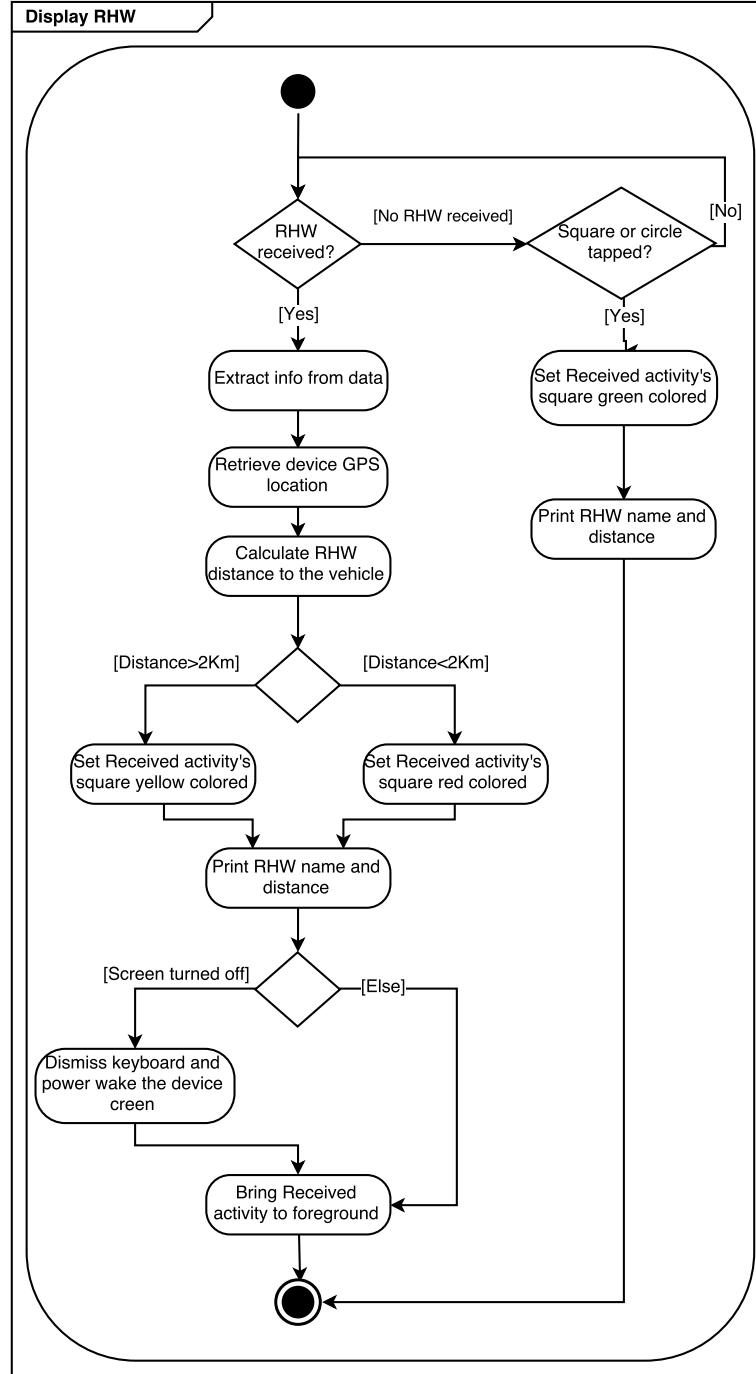 Display RHW
RHW
received?
[No RHW received]
Square or circle
tapped?
[No]
[Yes]
[Yes]
Extract info from data
Set Received activity's
square green colored
Retrieve device GPS
location
Print RHW name and
distance
Calculate RHW
distance to the vehicle
[Distance>2Km]
[Distance<2Km]
Set Received activity's
square yellow colored
Set Received activity's
square red colored
Print RHW name and
distance
[Screen turned off]
[Else]
Dismiss keyboard and
power wake the device
creen
Bring Received
activity to foreground